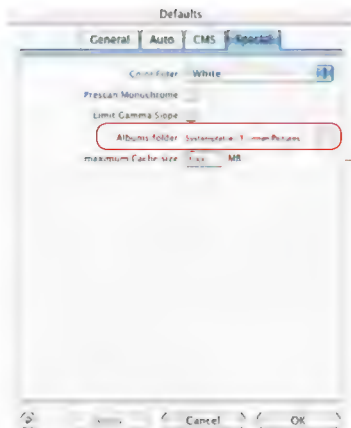 Defaults
General Auto CMS Special
Color Filter White
Prescan Monochrome
Limit Gamma Slope
Albums folder Pictures
maximum Cache size MB
Cancel OK